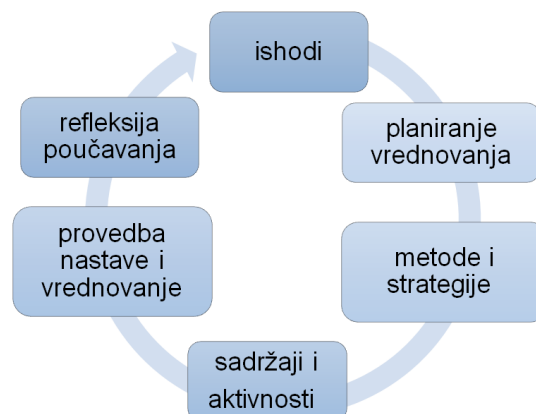 ishodi
planiranje
vrednovanja
metode i
strategije
sadržaji i
aktivnosti
provedba
nastave i
vrednovanje
refleksija
poučavanja